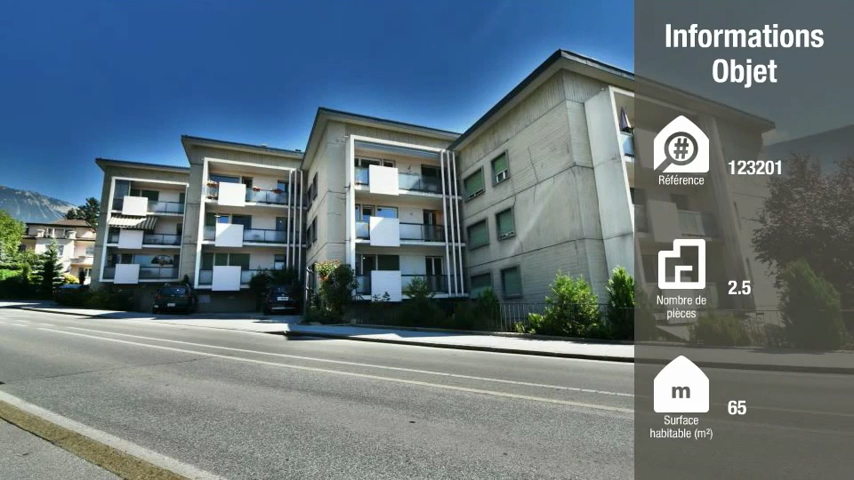 Informations
Objet
#
Référence
123201
Nombre de
pièces
2.5
m
Surface
habitable (m²)
65